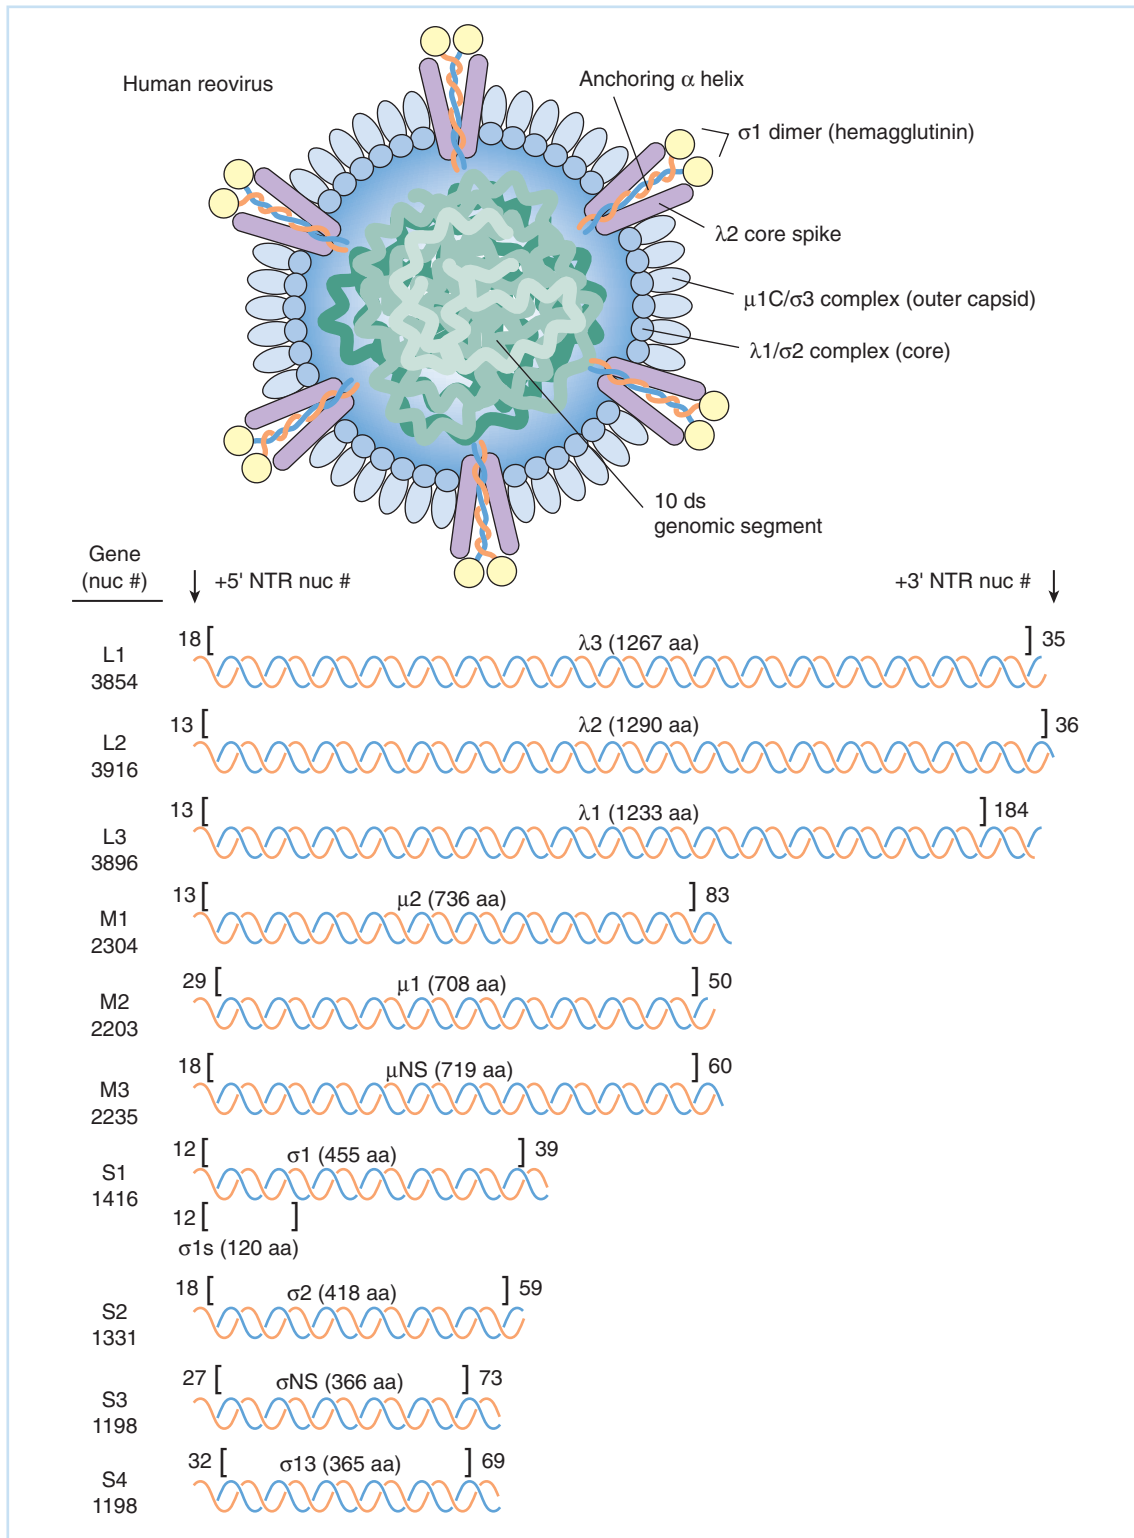 Human reovirus
Anchoring α helix
σ1 dimer (hemagglutinin)
λ2 core spike
μ1C/σ3 complex (outer capsid)
λ1/σ2 complex (core)
10 ds
genomic segment
Gene
(nuc #)
+5' NTR nuc #
+3' NTR nuc #
18 [ λ3 (1267 aa) ] 35
L1
3854
13 [ λ2 (1290 aa) ] 36
L2
3916
13 [ λ1 (1233 aa) ] 184
L3
3896
13 [ μ2 (736 aa) ] 83
M1
2304
29 [ μ1 (708 aa) ] 50
M2
2203
18 [ μNS (719 aa) ] 60
M3
2235
12 [ σ1 (455 aa) ] 39
S1
1416
12 [ ]
σ1s (120 aa)
18 [ σ2 (418 aa) ] 59
S2
1331
27 [ σNS (366 aa) ] 73
S3
1198
32 [ σ13 (365 aa) ] 69
S4
1198